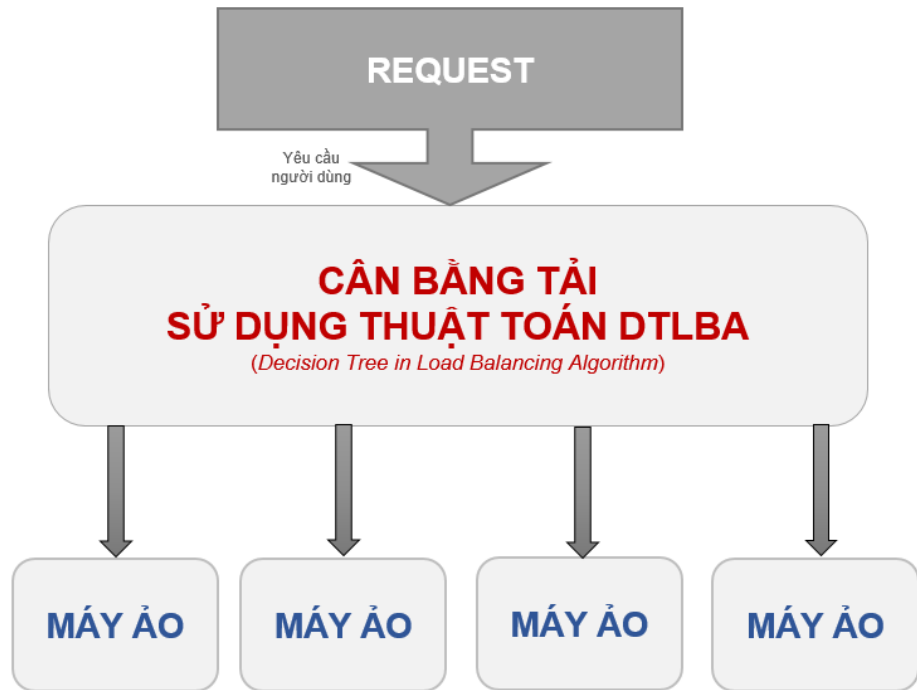 REQUEST
Yêu cầu
người dùng
CÂN BẰNG TẢI
SỬ DỤNG THUẬT TOÁN DTLBA
(Decision Tree in Load Balancing Algorithm)
MÁY ẢO
MÁY ẢO
MÁY ẢO
MÁY ẢO